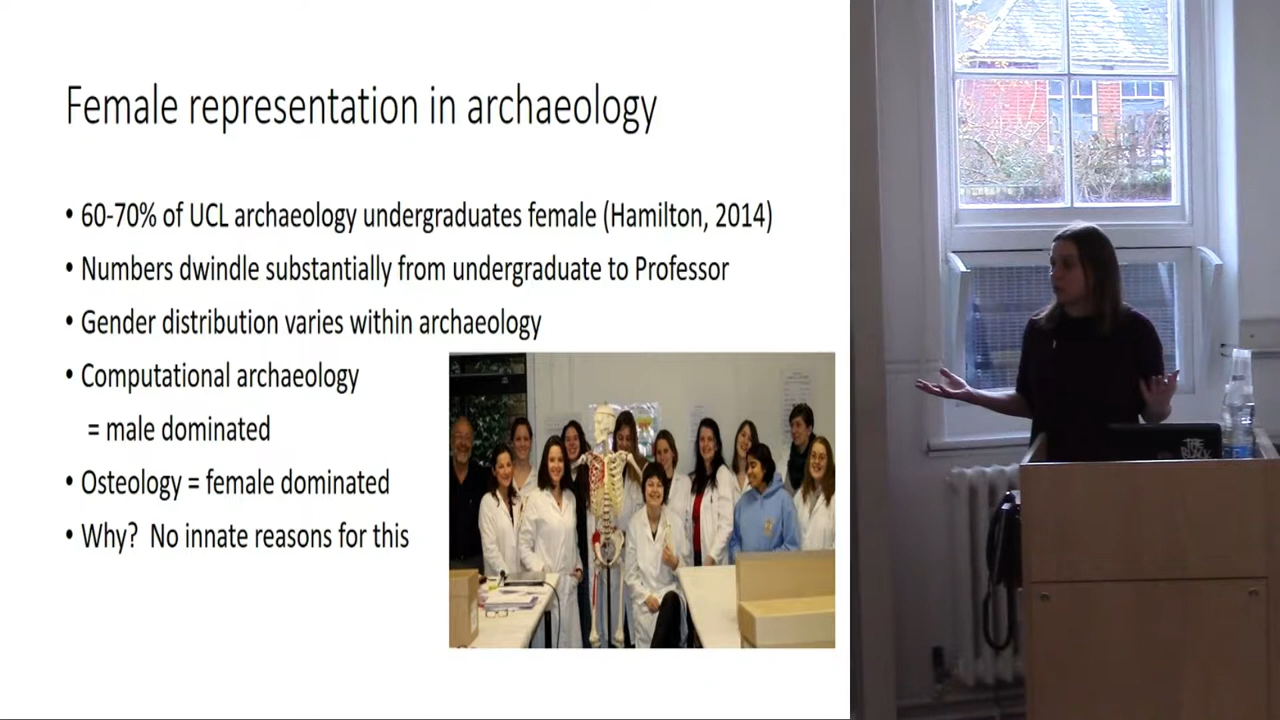 Female representation in archaeology
• 60-70% of UCL archaeology undergraduates female (Hamilton, 2014)
• Numbers dwindle substantially from undergraduate to Professor
• Gender distribution varies within archaeology
• Computational archaeology
= male dominated
• Osteology = female dominated
• Why? No innate reasons for this
THE